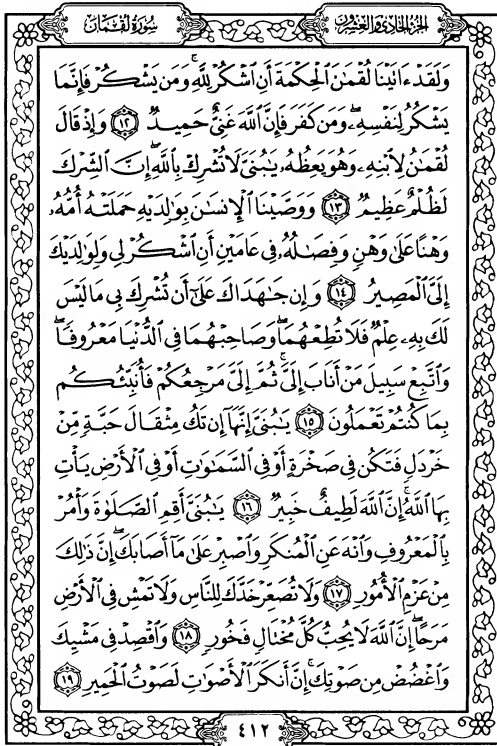 الجزء الحادي والعشرون
سورة لقمان
وَلَقَدْ ءَاتَيْنَا لُقْمَٰنَ ٱلْحِكْمَةَ أَنِ ٱشْكُرْ لِلَّهِ ۚ وَمَن يَشْكُرْ فَإِنَّمَا
يَشْكُرُ لِنَفْسِهِۦ ۖ وَمَن كَفَرَ فَإِنَّ ٱللَّهَ غَنِىٌّ حَمِيدٌ ١٢ وَإِذْ قَالَ
لُقْمَٰنُ لِٱبْنِهِۦ وَهُوَ يَعِظُهُۥ يَٰبُنَىَّ لَا تُشْرِكْ بِٱللَّهِ ۖ إِنَّ ٱلشِّرْكَ
لَظُلْمٌ عَظِيمٌ ١٣ وَوَصَّيْنَا ٱلْإِنسَٰنَ بِوَٰلِدَيْهِ حَمَلَتْهُ أُمُّهُۥ
وَهْنًا عَلَىٰ وَهْنٍ وَفِصَٰلُهُۥ فِى عَامَيْنِ أَنِ ٱشْكُرْ لِى وَلِوَٰلِدَيْكَ
إِلَىَّ ٱلْمَصِيرُ ١٤ وَإِن جَٰهَدَاكَ عَلَىٰٓ أَن تُشْرِكَ بِى مَا لَيْسَ
لَكَ بِهِۦ عِلْمٌ فَلَا تُطِعْهُمَا ۖ وَصَاحِبْهُمَا فِى ٱلدُّنْيَا مَعْرُوفًا ۖ
وَٱتَّبِعْ سَبِيلَ مَنْ أَنَابَ إِلَىَّ ۚ ثُمَّ إِلَىَّ مَرْجِعُكُمْ فَأُنَبِّئُكُم
بِمَا كُنتُمْ تَعْمَلُونَ ١٥ يَٰبُنَىَّ إِنَّهَآ إِن تَكُ مِثْقَالَ حَبَّةٍ مِّنْ
خَرْدَلٍ فَتَكُن فِى صَخْرَةٍ أَوْ فِى ٱلسَّمَٰوَٰتِ أَوْ فِى ٱلْأَرْضِ يَأْتِ
بِهَا ٱللَّهُ ۚ إِنَّ ٱللَّهَ لَطِيفٌ خَبِيرٌ ١٦ يَٰبُنَىَّ أَقِمِ ٱلصَّلَوٰةَ وَأْمُرْ
بِٱلْمَعْرُوفِ وَٱنْهَ عَنِ ٱلْمُنكَرِ وَٱصْبِرْ عَلَىٰ مَآ أَصَابَكَ ۖ إِنَّ ذَٰلِكَ
مِنْ عَزْمِ ٱلْأُمُورِ ١٧ وَلَا تُصَعِّرْ خَدَّكَ لِلنَّاسِ وَلَا تَمْشِ فِى ٱلْأَرْضِ
مَرَحًا ۖ إِنَّ ٱللَّهَ لَا يُحِبُّ كُلَّ مُخْتَالٍ فَخُورٍ ١٨ وَٱقْصِدْ فِى مَشْيِكَ
وَٱغْضُضْ مِن صَوْتِكَ ۚ إِنَّ أَنكَرَ ٱلْأَصْوَٰتِ لَصَوْتُ ٱلْحَمِيرِ ١٩
٤١٢